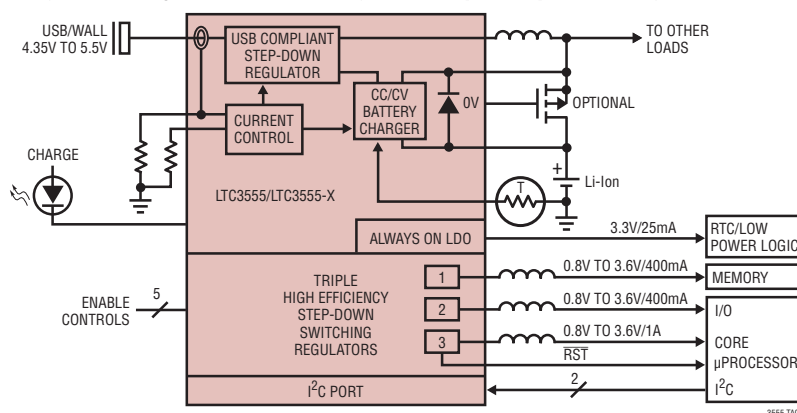 USB/WALL
4.35V TO 5.5V
USB COMPLIANT
STEP-DOWN
REGULATOR
TO OTHER
LOADS
CC/CV
BATTERY
CHARGER
0V
OPTIONAL
CURRENT
CONTROL
CHARGE
LTC3555/LTC3555-X
T
+
Li-Ion
ALWAYS ON LDO
3.3V/25mA
RTC/LOW
POWER LOGIC
ENABLE
CONTROLS
5
TRIPLE
HIGH EFFICIENCY
STEP-DOWN
SWITCHING
REGULATORS
1
0.8V TO 3.6V/400mA
MEMORY
2
0.8V TO 3.6V/400mA
I/O
3
0.8V TO 3.6V/1A
CORE
RST
µPROCESSOR
I2C PORT
2
I2C